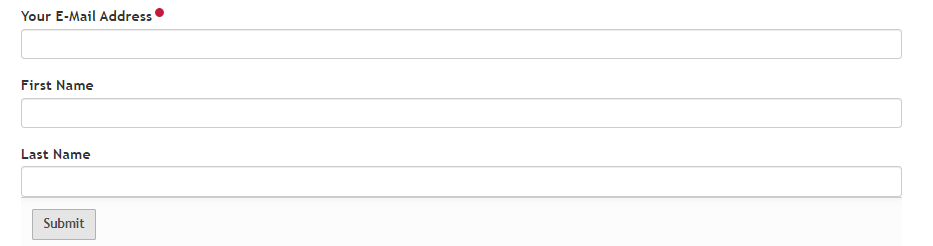 Your E-Mail Address
First Name
Last Name
Submit